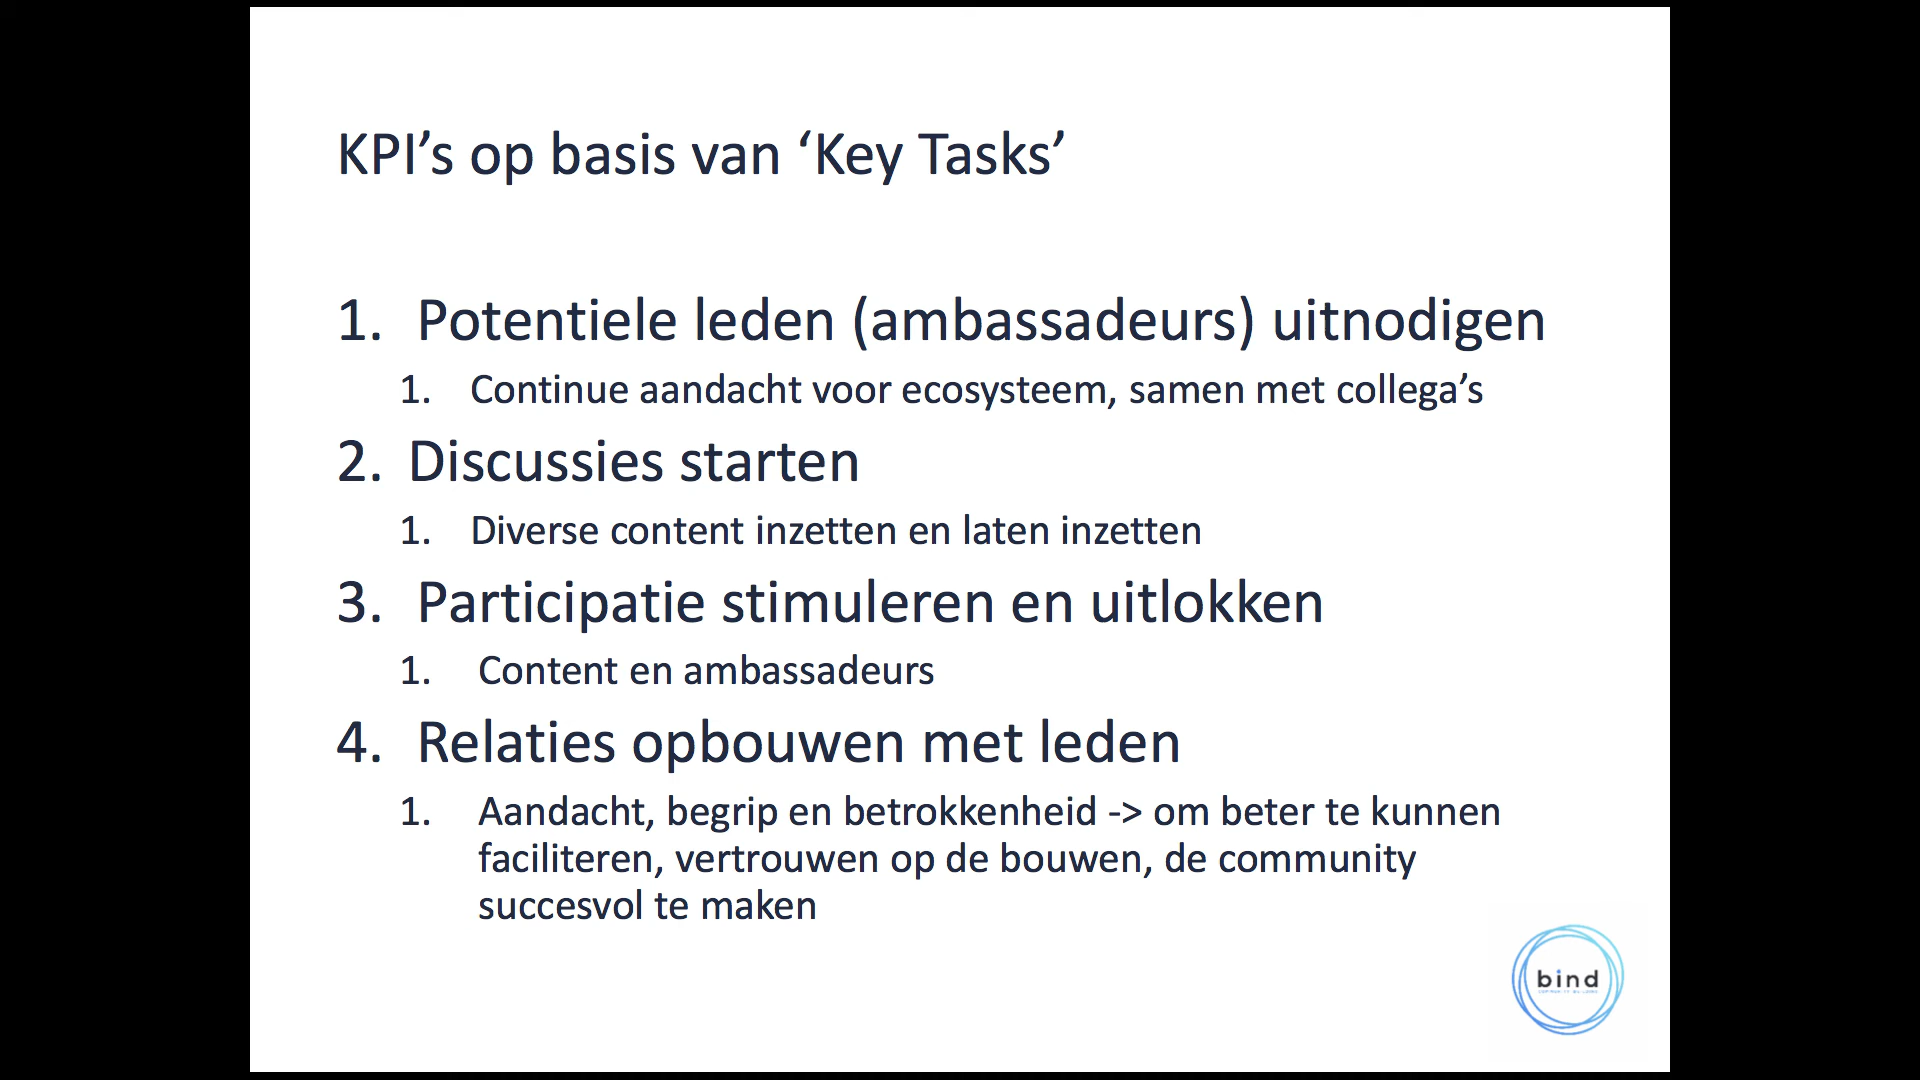 KPI’s op basis van ‘Key Tasks’
1. Potentiele leden (ambassadeurs) uitnodigen
1. Continue aandacht voor ecosysteem, samen met collega’s
2. Discussies starten
1. Diverse content inzetten en laten inzetten
3. Participatie stimuleren en uitlokken
1. Content en ambassadeurs
4. Relaties opbouwen met leden
1. Aandacht, begrip en betrokkenheid -> om beter te kunnen
faciliteren, vertrouwen op de bouwen, de community
succesvol te maken
bind